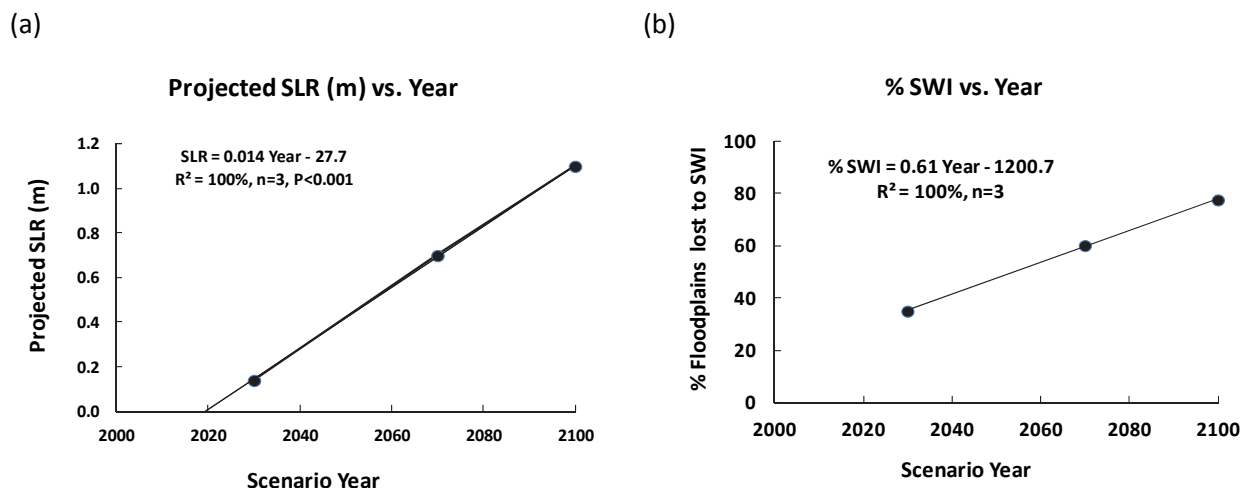 (a)
Projected SLR (m) vs. Year
SLR = 0.014 Year - 27.7
R² = 100%, n=3, P<0.001
Projected SLR (m)
1.2
1.0
0.8
0.6
0.4
0.2
0.0
2000 2020 2040 2060 2080 2100
Scenario Year
(b)
% SWI vs. Year
% SWI = 0.61 Year - 1200.7
R² = 100%, n=3
% Floodplains lost to SWI
100
80
60
40
20
0
2000 2020 2040 2060 2080 2100
Scenario Year